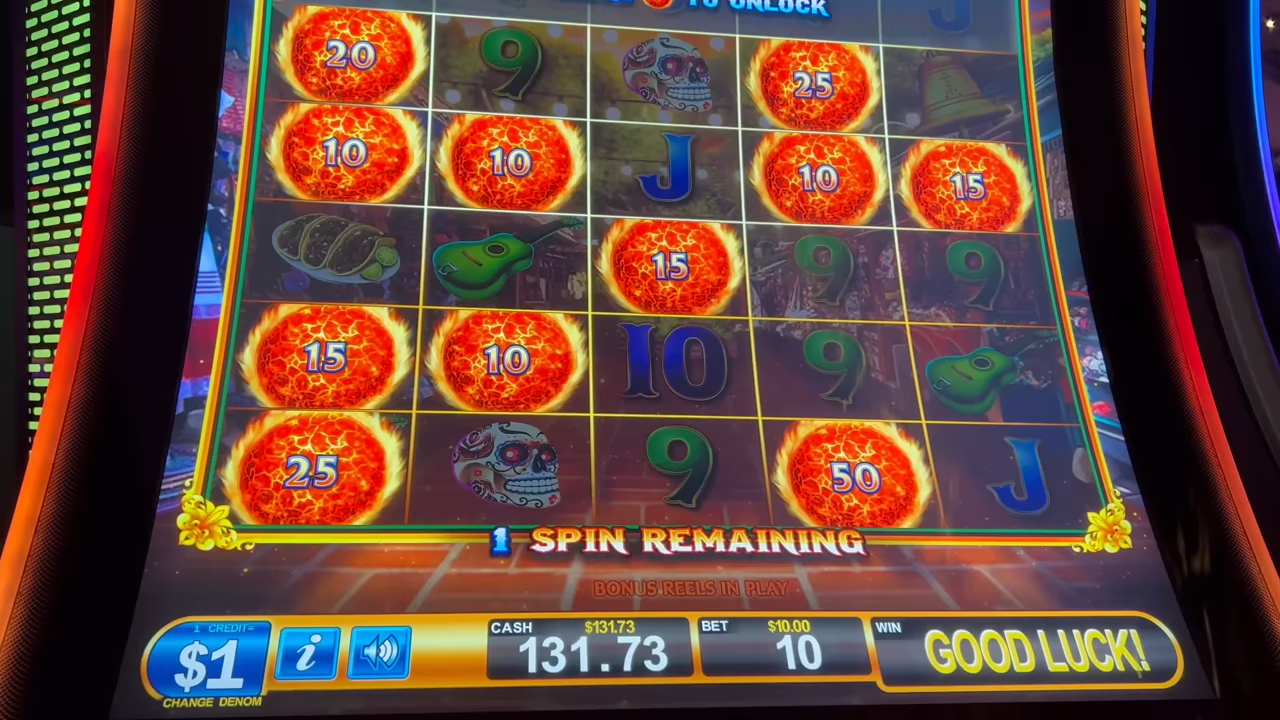 TO UNLOCK
J
20 9 25
10 10 J 10 15
15 9 9
15 10 10 9
25 9 50 J
1 SPIN REMAINING
BONUS REELS IN PLAY
1 CREDIT=
$1
CHANGE DENOM
i
CASH $131.73
131.73
BET $10.00
10
WIN
GOOD LUCK!